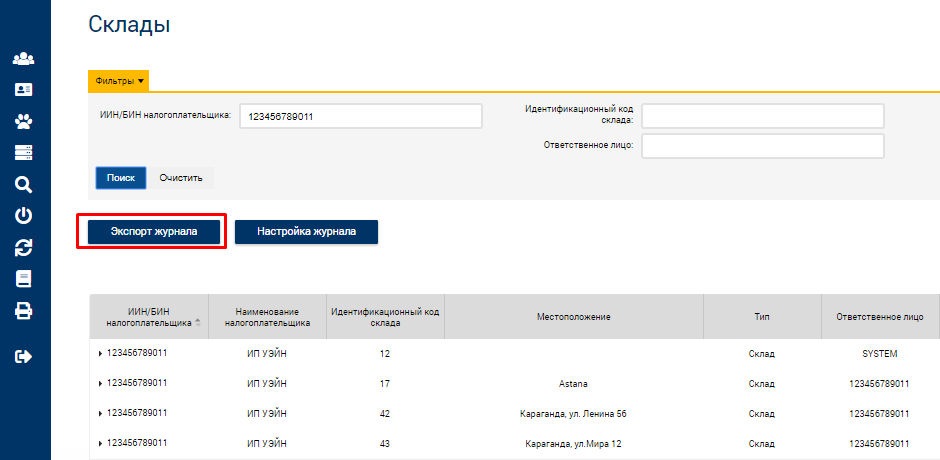 Склады
Фильтры
ИИН/БИН налогоплательщика:
123456789011
Идентификационный код
склада:
Ответственное лицо:
Поиск
Очистить
Экспорт журнала
Настройка журнала
ИИН/БИН
налогоплательщика
Наименование
налогоплательщика
Идентификационный код
склада
Местоположение
Тип
Ответственное лицо
123456789011 ИП УЭЙН 12 Склад SYSTEM
123456789011 ИП УЭЙН 17 Astana Склад 123456789011
123456789011 ИП УЭЙН 42 Караганда, ул. Ленина 56 Склад 123456789011
123456789011 ИП УЭЙН 43 Караганда, ул.Мира 12 Склад 123456789011